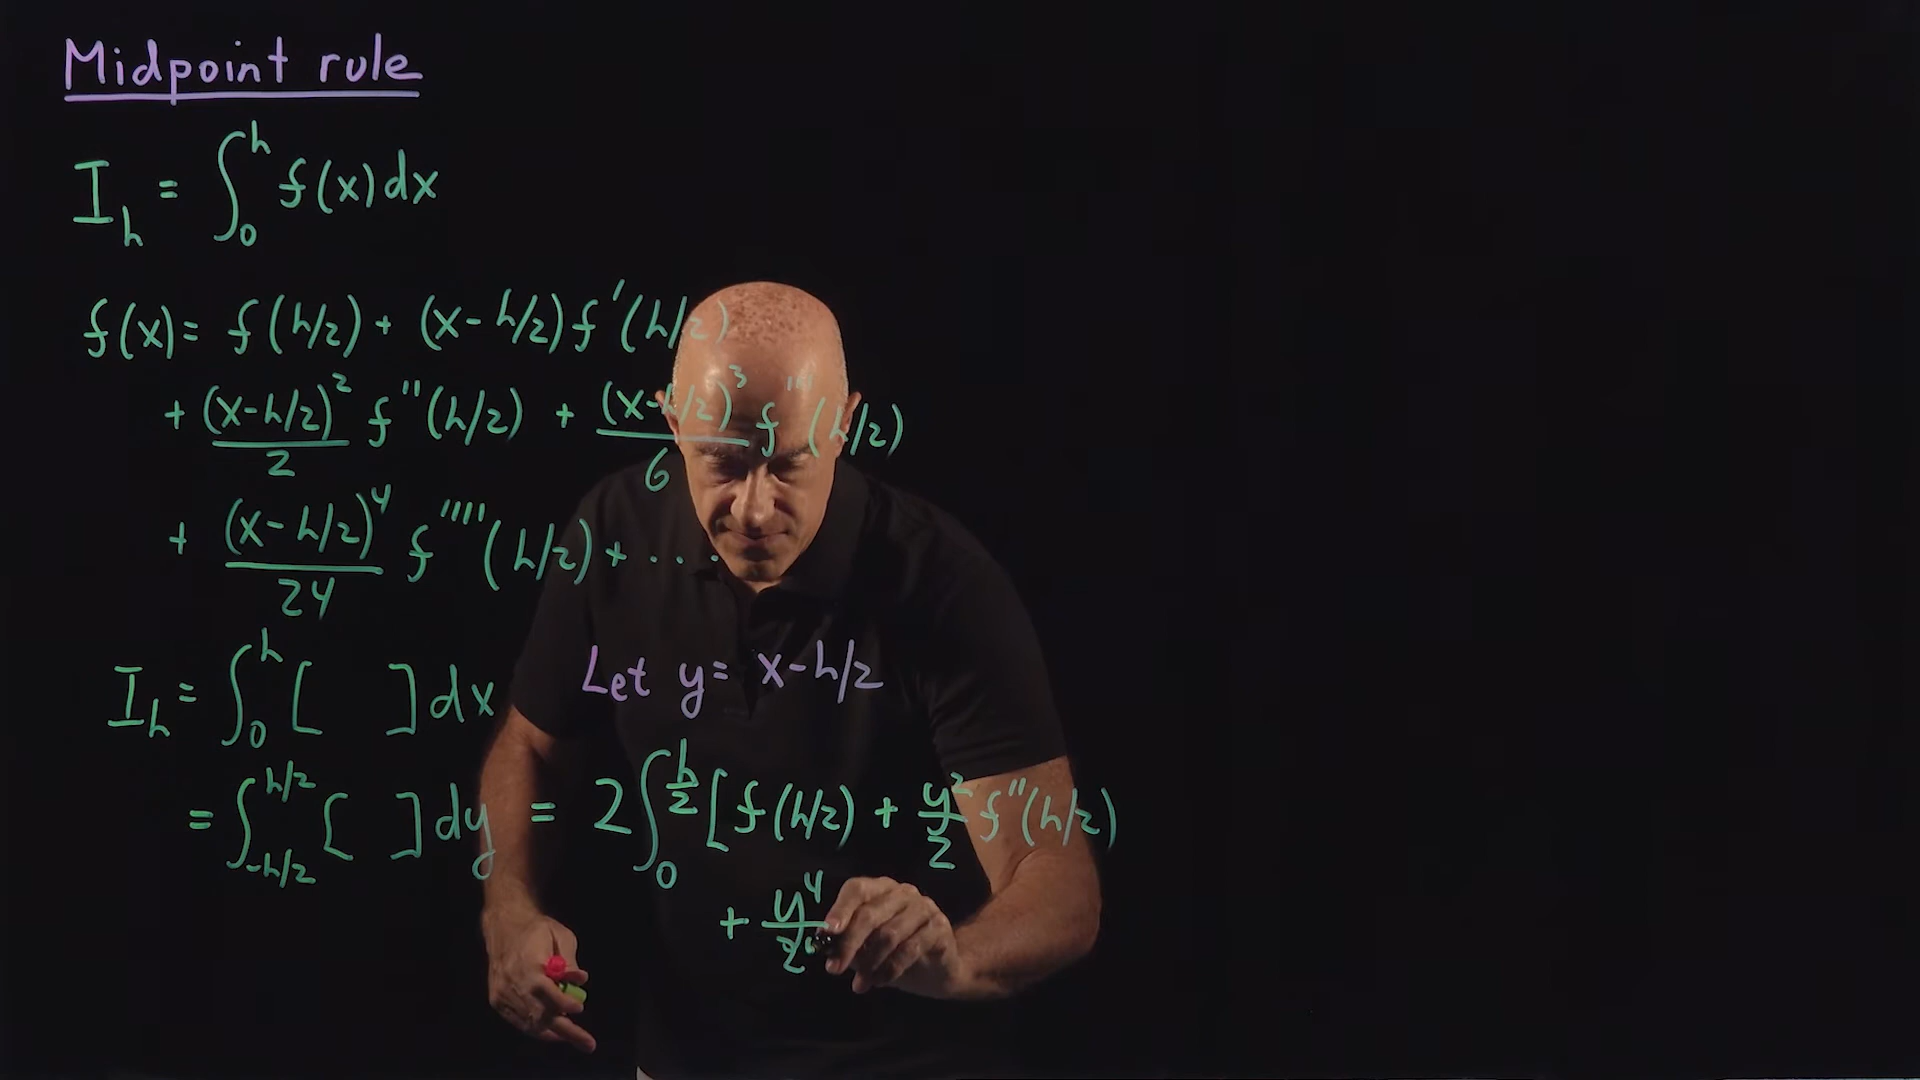 Midpoint rule
I_h = ∫_0^h f(x)dx
f(x)= f(h/2) + (x-h/2)f'(h/2)
+ (x-h/2)^2/2 f''(h/2) + (x-h/2)^3/6 f'''(h/2)
+ (x-h/2)^4/24 f'''''(h/2) + ...
I_h = ∫_0^h [ ] dx Let y = x-h/2
= ∫_{-h/2}^{h/2} [ ] dy = 2∫_0^{h/2} [f(h/2) + y^2/2 f''(h/2)
+ y^4/24